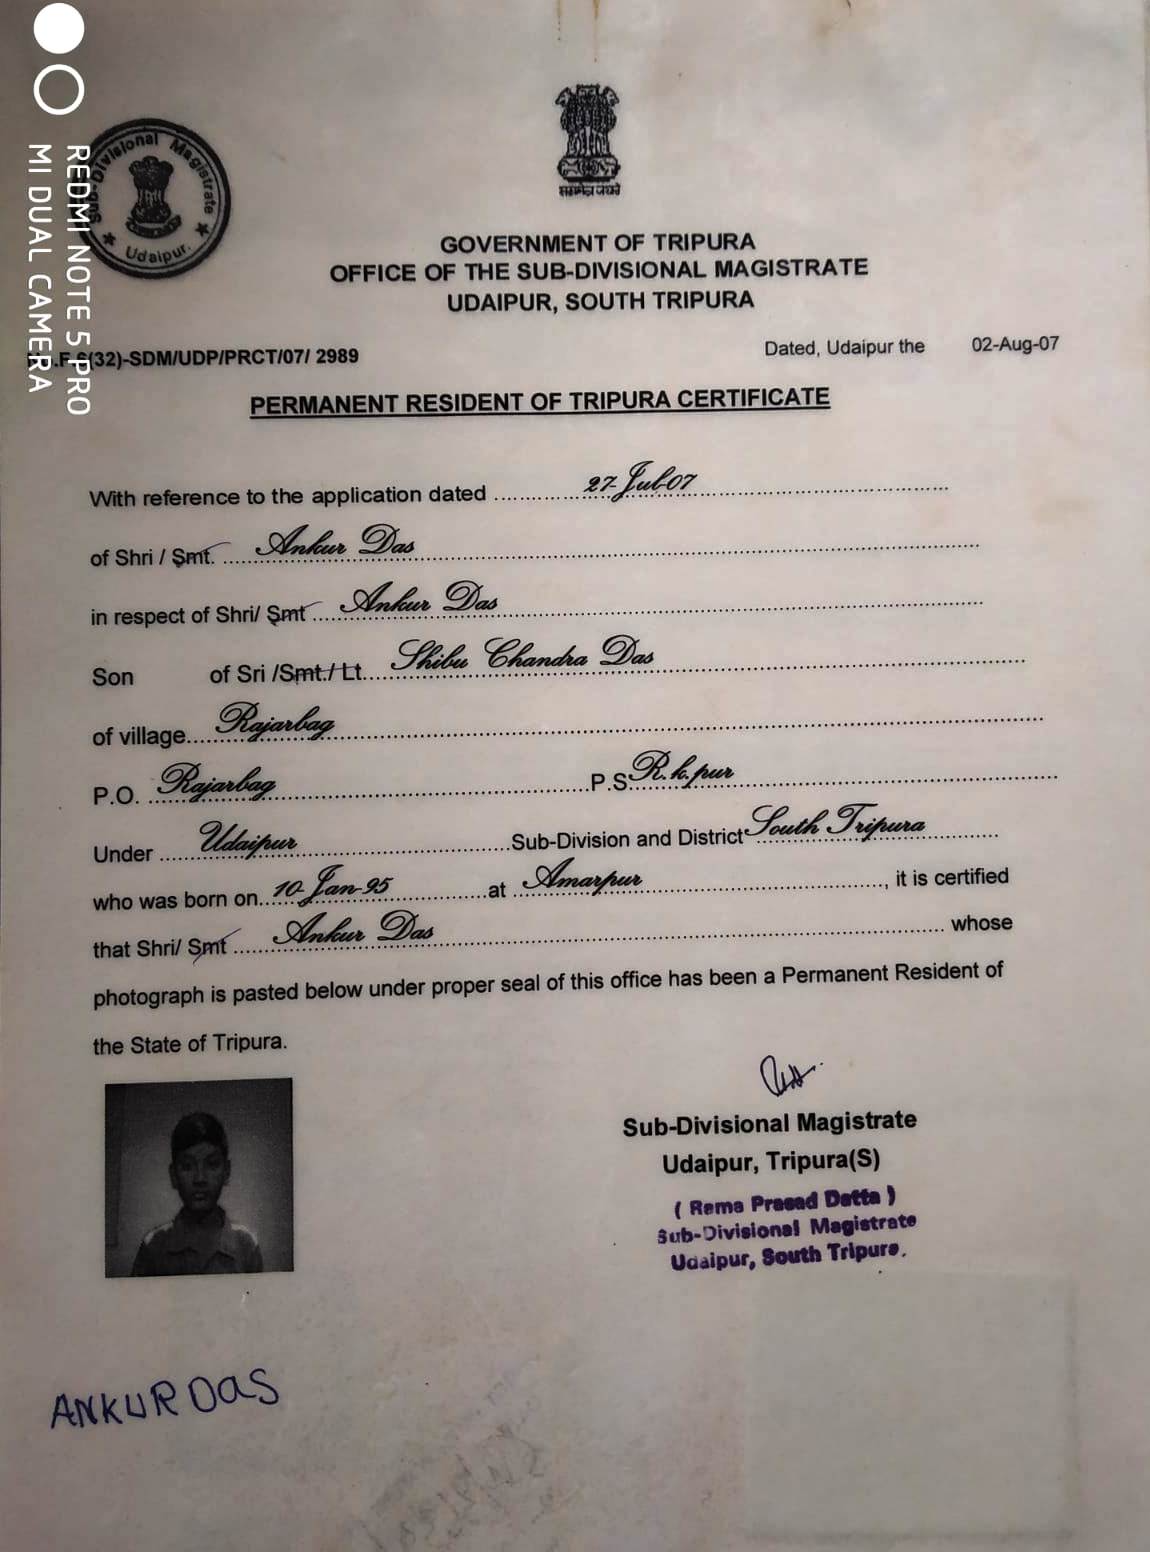 REDMI NOTE 5 PRO
MI DUAL CAMERA
Sub-Divisional Magistrate
Udaipur.
सत्यमेव जयते
GOVERNMENT OF TRIPURA
OFFICE OF THE SUB-DIVISIONAL MAGISTRATE
UDAIPUR, SOUTH TRIPURA
(32)-SDM/UDP/PRCT/07/ 2989 Dated, Udaipur the 02-Aug-07
PERMANENT RESIDENT OF TRIPURA CERTIFICATE
With reference to the application dated 27-Jul-07
of Shri / Smt. Ankur Das
in respect of Shri/ Smt Ankur Das
Son of Sri /Smt./ Lt. Shibu Chandra Das
of village Rajarbag
P.O. Rajarbag P.S R.k.pur
Under Udaipur Sub-Division and District South Tripura
who was born on 10-Jan-95 at Amarpur, it is certified
that Shri/ Smt Ankur Das whose
photograph is pasted below under proper seal of this office has been a Permanent Resident of
the State of Tripura.
Sub-Divisional Magistrate
Udaipur, Tripura(S)
( Rama Prasad Datta )
Sub-Divisional Magistrate
Udaipur, South Tripura.
ANKUR DAS